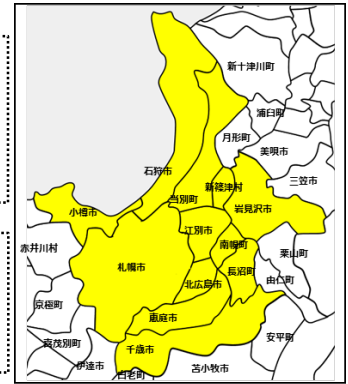 新十津川町
浦臼町
月形町
美唄市
石狩市
三笠市
当別町
新篠津村
岩見沢市
小樽市
江別市
赤井川村
南幌町
栗山町
札幌市
長沼町
由仁町
北広島市
京極町
恵庭市
安平町
喜茂別町
千歳市
伊達市
苫小牧市
白老町